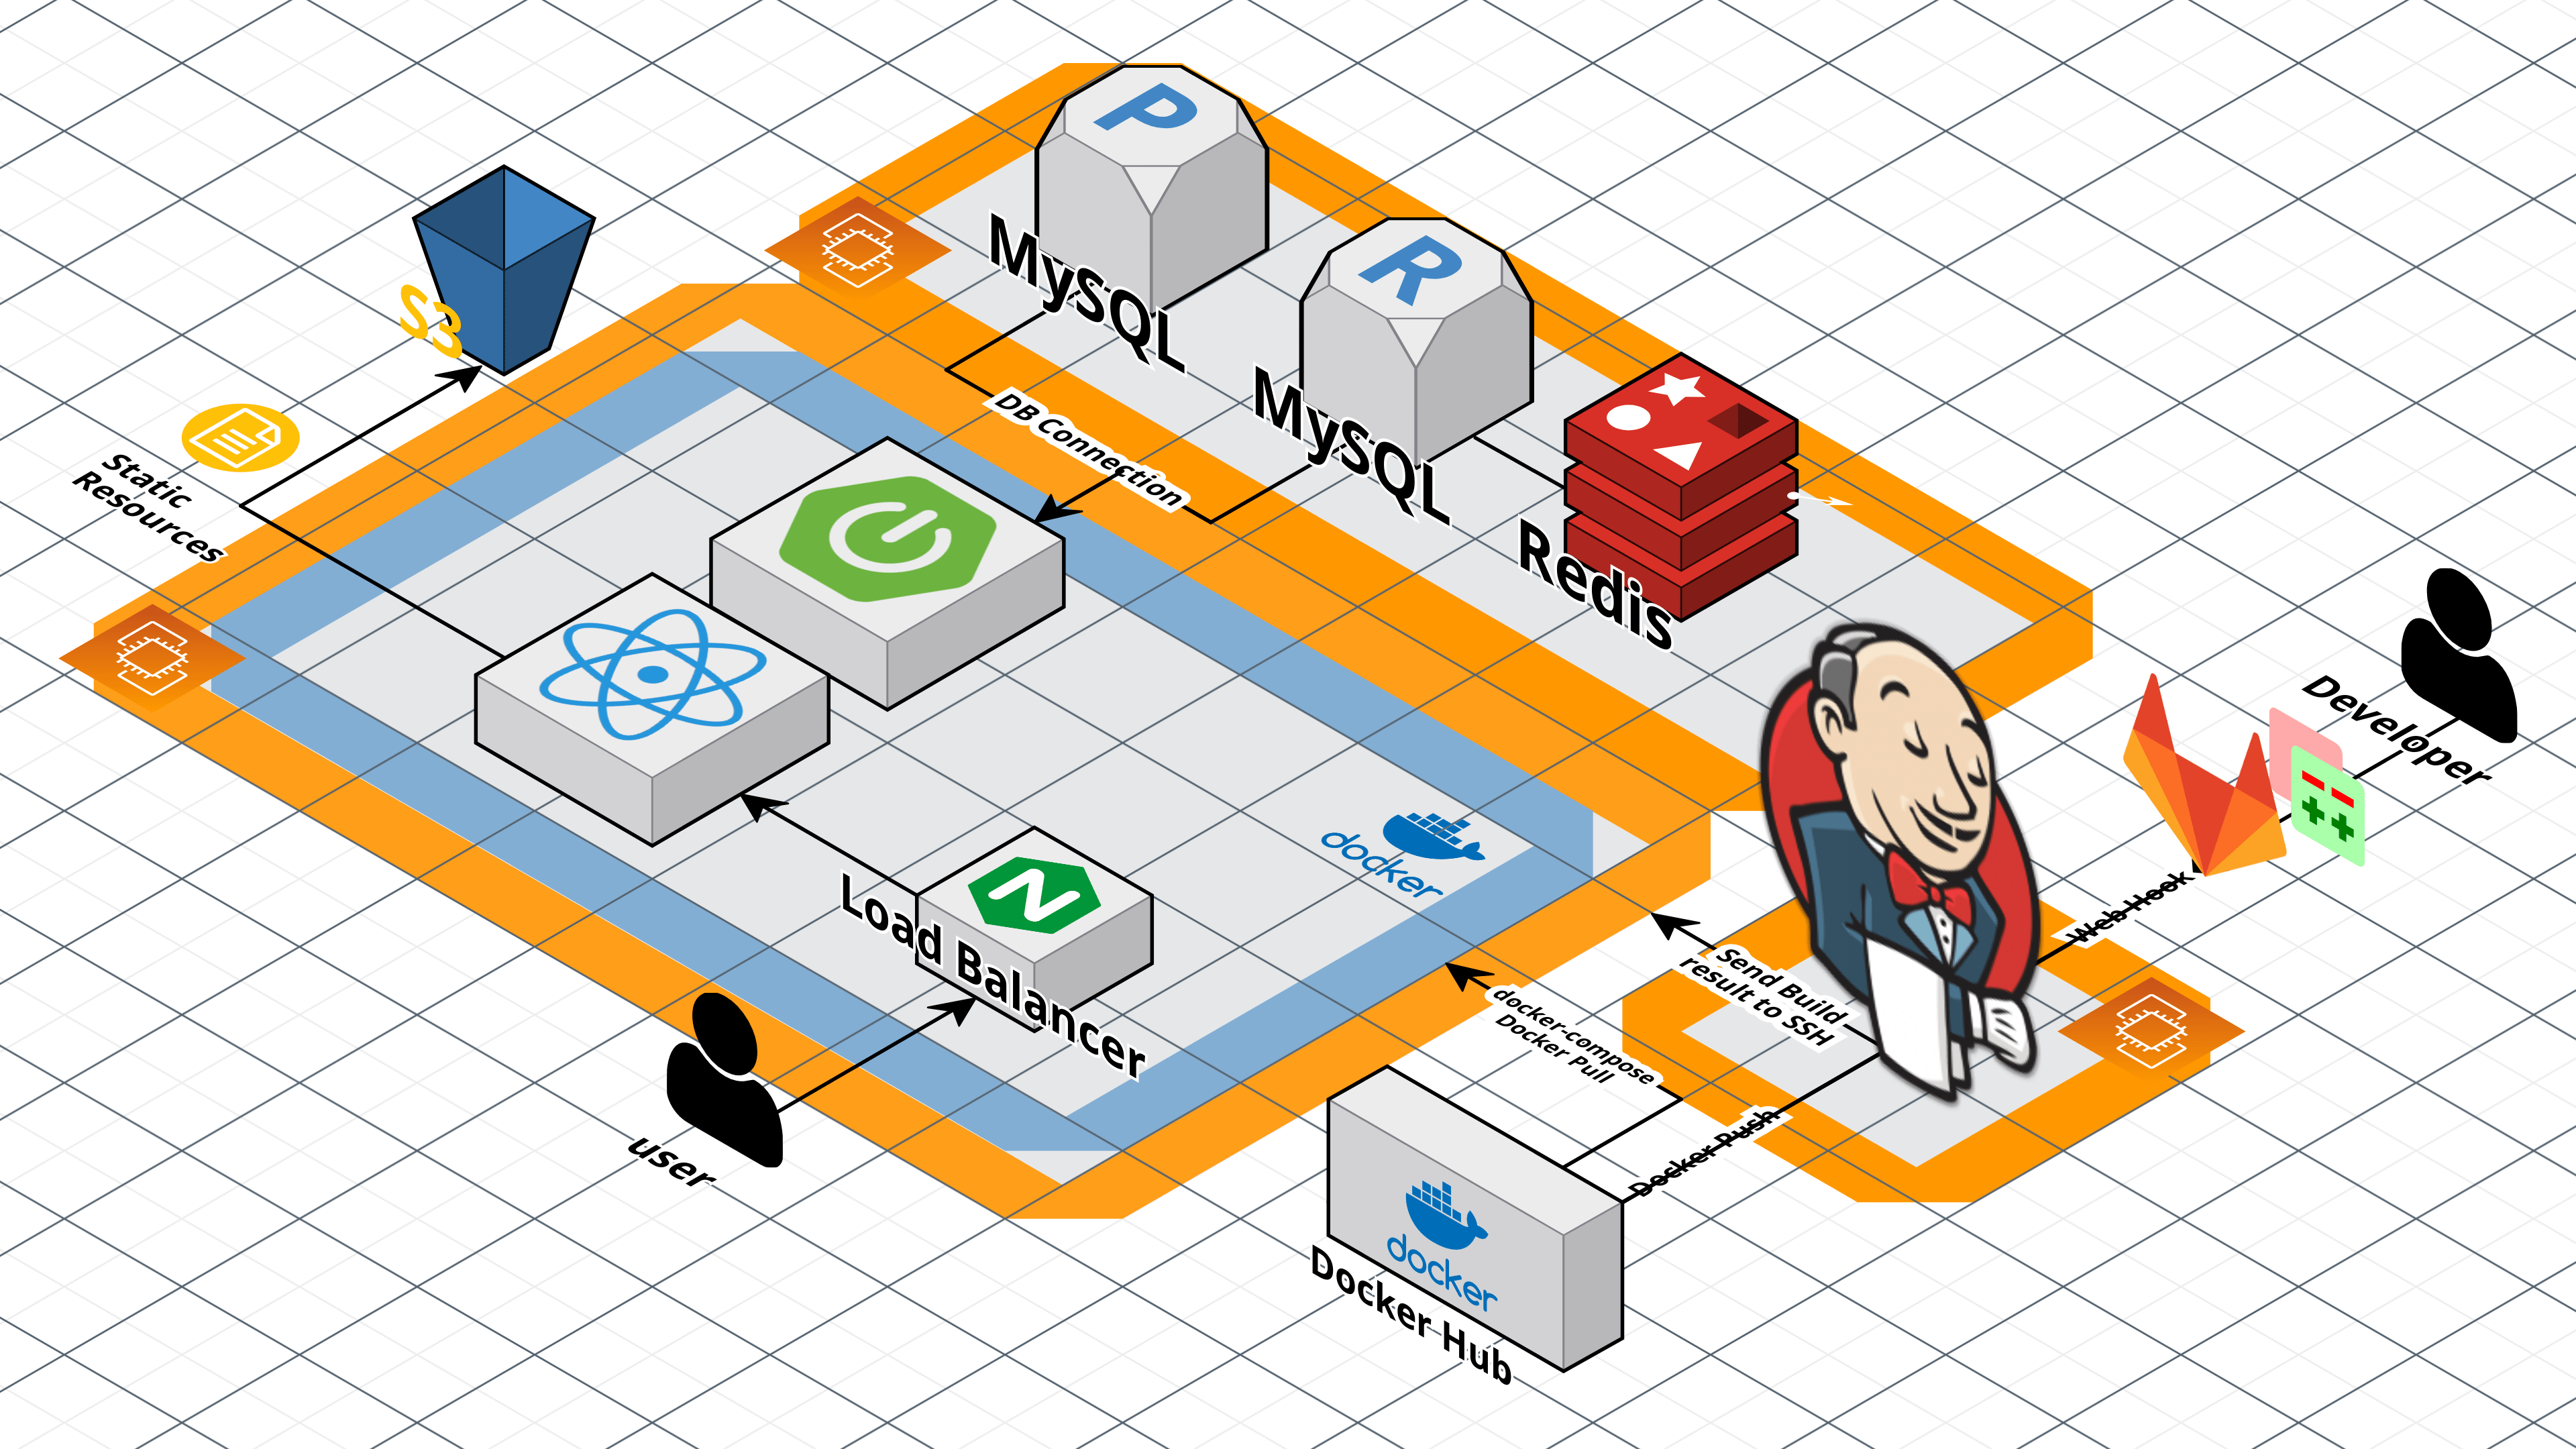 P
MySQL
R
MySQL
S3
DB Connection
Static
Resources
Redis
Developer
docker
Web Hook
Load Balancer
Send Build
result to SSH
docker-compose
Docker Pull
Docker Push
user
docker
Docker Hub